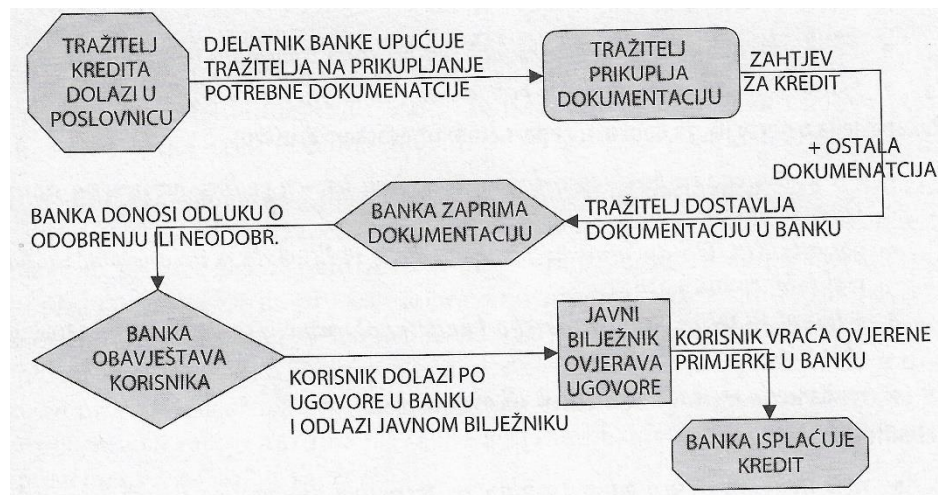 TRAŽITELJ
KREDITA
DOLAZI U
POSLOVNICU
DJELATNIK BANKE UPUĆUJE
TRAŽITELJA NA PRIKUPLJANJE
POTREBNE DOKUMENATCIJE
TRAŽITELJ
PRIKUPLJA
DOKUMENTACIJU
ZAHTJEV
ZA KREDIT
+ OSTALA
DOKUMENATCIJA
TRAŽITELJ DOSTAVLJA
DOKUMENTACIJU U BANKU
BANKA ZAPRIMA
DOKUMENTACIJU
BANKA DONOSI ODLUKU O
ODOBRENJU ILI NEODOBR.
BANKA
OBAVJEŠTAVA
KORISNIKA
KORISNIK DOLAZI PO
UGOVORE U BANKU
I ODLAZI JAVNOM BILJEŽNIKU
JAVNI
BILJEŽNIK
OVJERAVA
UGOVORE
KORISNIK VRAĆA OVJERENE
PRIMJERKE U BANKU
BANKA ISPLAĆUJE
KREDIT